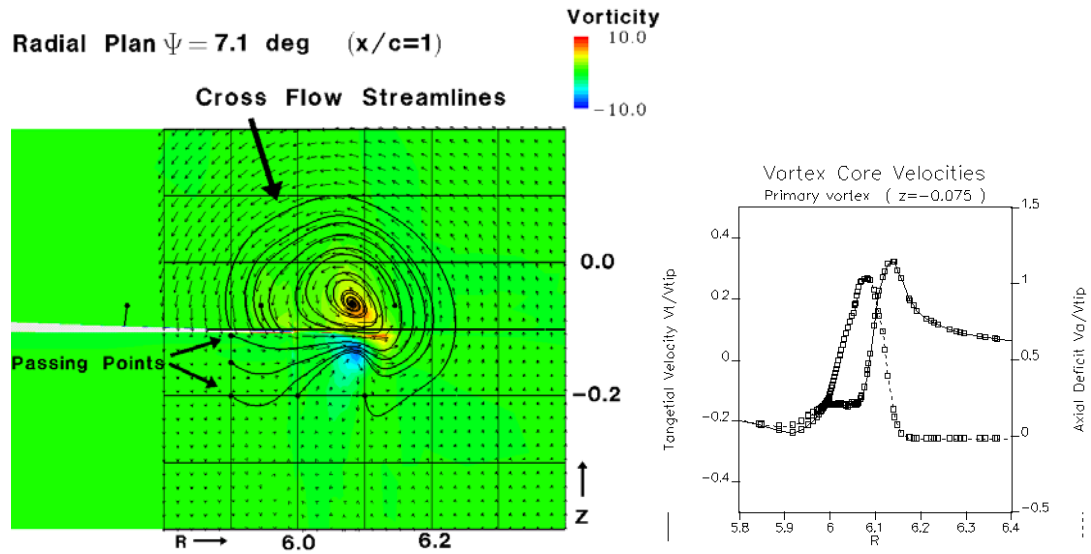 Vorticity
10.0
-10.0
Radial Plan Ψ = 7.1 deg (x/c=1)
Cross Flow Streamlines
0.0
Passing Points
-0.2
Z
R
6.0
6.2
Vortex Core Velocities
Primary vortex ( z=-0.075 )
Tangetial Velocity Vt/Vtip
0.4
0.2
0
-0.2
-0.4
1.5
1
0.5
0
-0.5
Axial Deficit Va/Vtip
5.8
5.9
6
6.1
6.2
6.3
6.4
R